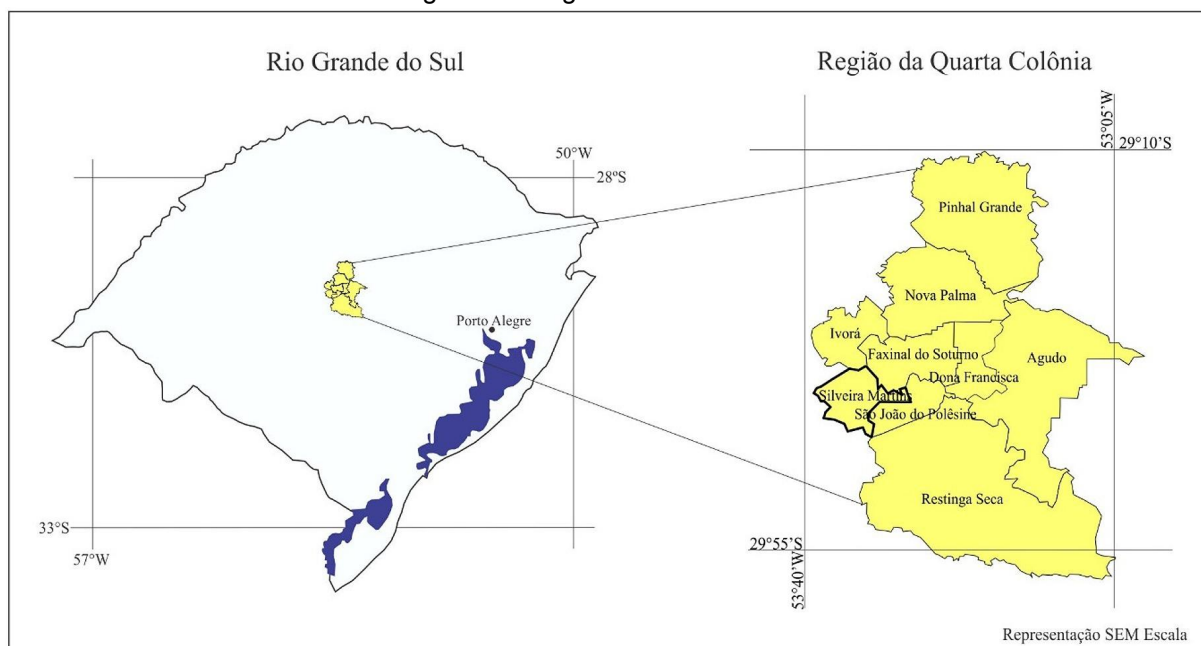 Rio Grande do Sul
Região da Quarta Colônia
50°W
28°S
53°05'W
29°10'S
Pinhal Grande
Nova Palma
Porto Alegre
Ivorá
Faxinal do Soturno
Agudo
Dona Francisca
Silveira Martins
São João do Polêsine
Restinga Seca
33°S
57°W
29°55'S
53°40'W
Representação SEM Escala